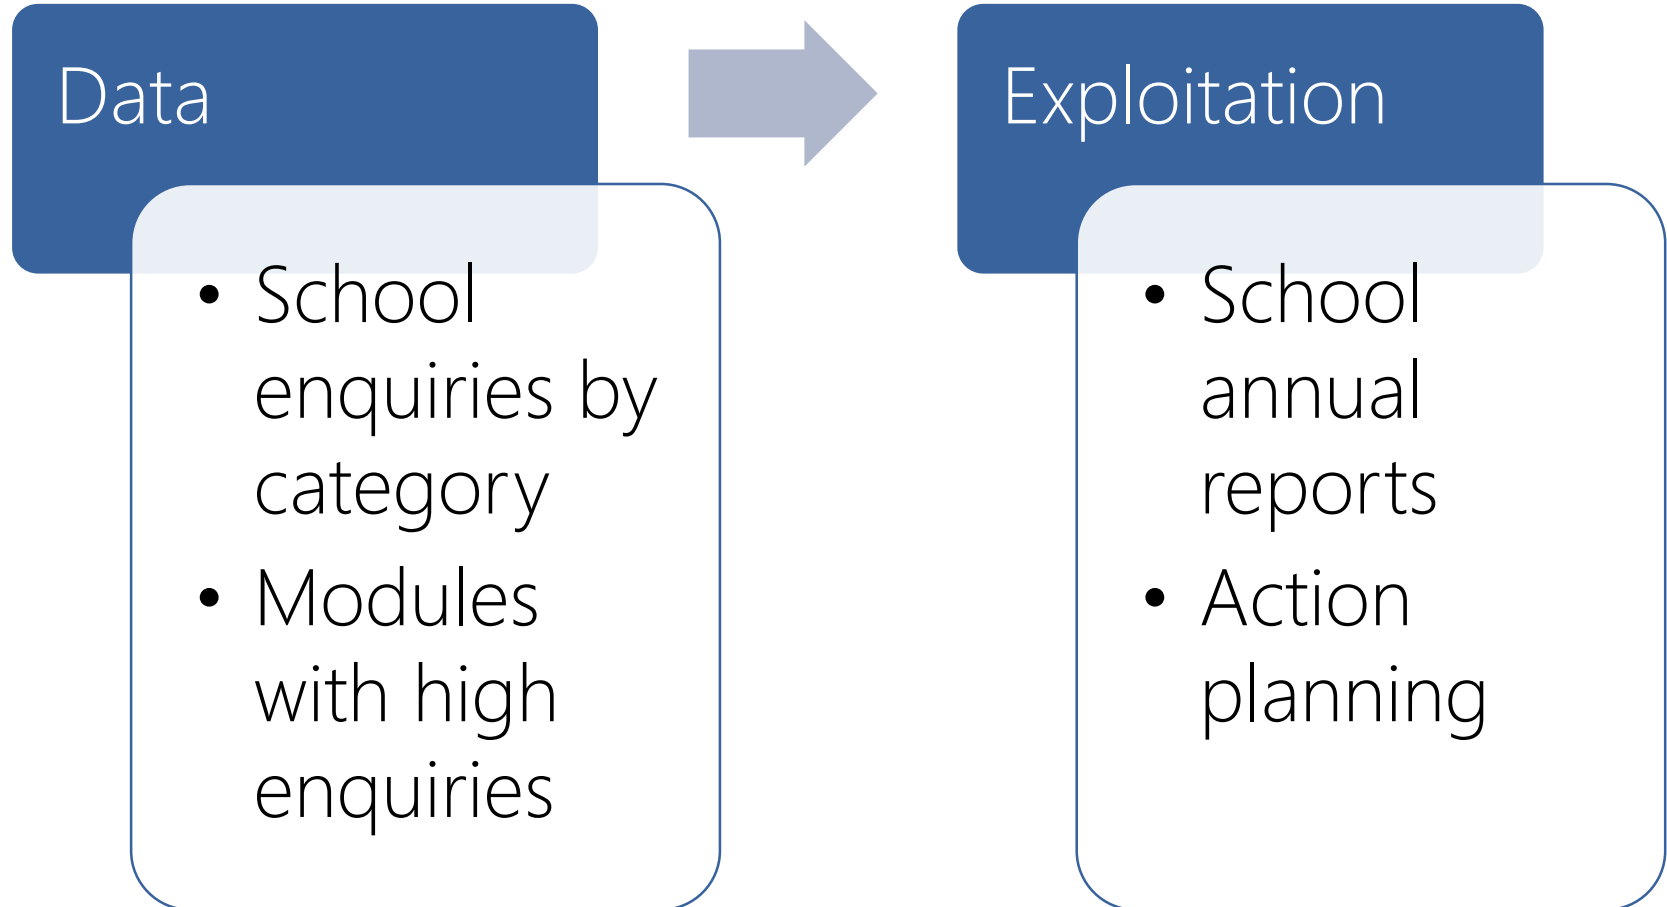 Data
• School
enquiries by
category
• Modules
with high
enquiries
Exploitation
• School
annual
reports
• Action
planning